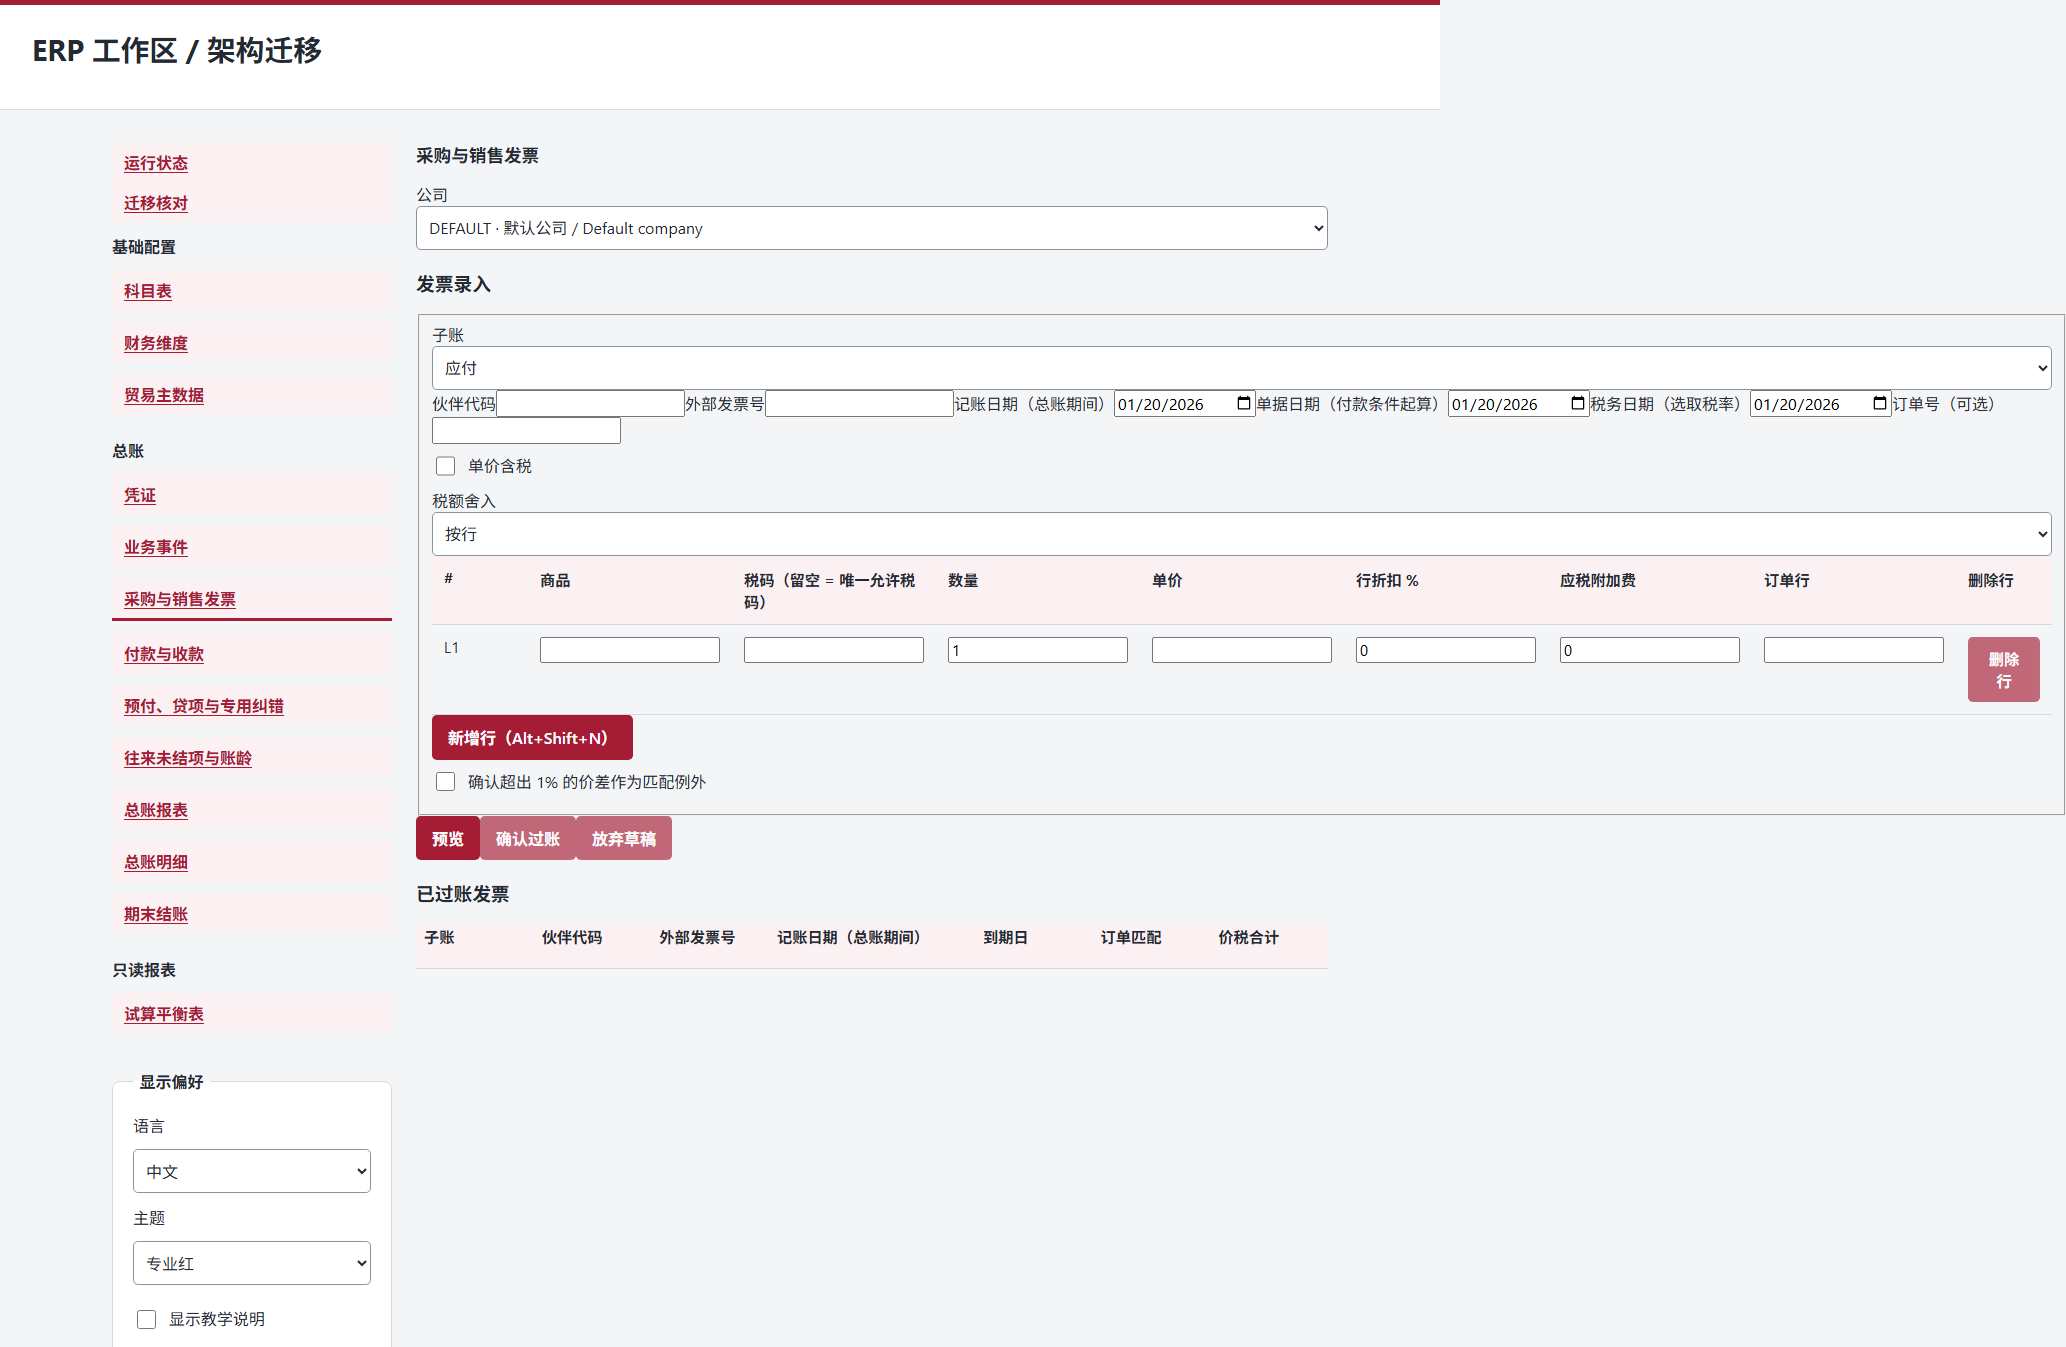 ERP 工作区 / 架构迁移
运行状态
迁移核对
基础配置
科目表
财务维度
贸易主数据
总账
凭证
业务事件
采购与销售发票
付款与收款
预付、贷项与专用纠错
往来未结项与账龄
总账报表
总账明细
期末结账
只读报表
试算平衡表
显示偏好
语言
中文
主题
专业红
显示教学说明
采购与销售发票
公司
DEFAULT · 默认公司 / Default company
发票录入
子账
应付
伙伴代码 外部发票号 记账日期（总账期间） 01/20/2026 单据日期（付款条件起算） 01/20/2026 税务日期（选取税率） 01/20/2026 订单号（可选）
单价含税
税额舍入
按行
# 商品 税码（留空 = 唯一允许税码） 数量 单价 行折扣 % 应税附加费 订单行 删除行
L1 1 0 0 删除行
新增行（Alt+Shift+N）
确认超出 1% 的价差作为匹配例外
预览 确认过账 放弃草稿
已过账发票
子账 伙伴代码 外部发票号 记账日期（总账期间） 到期日 订单匹配 价税合计